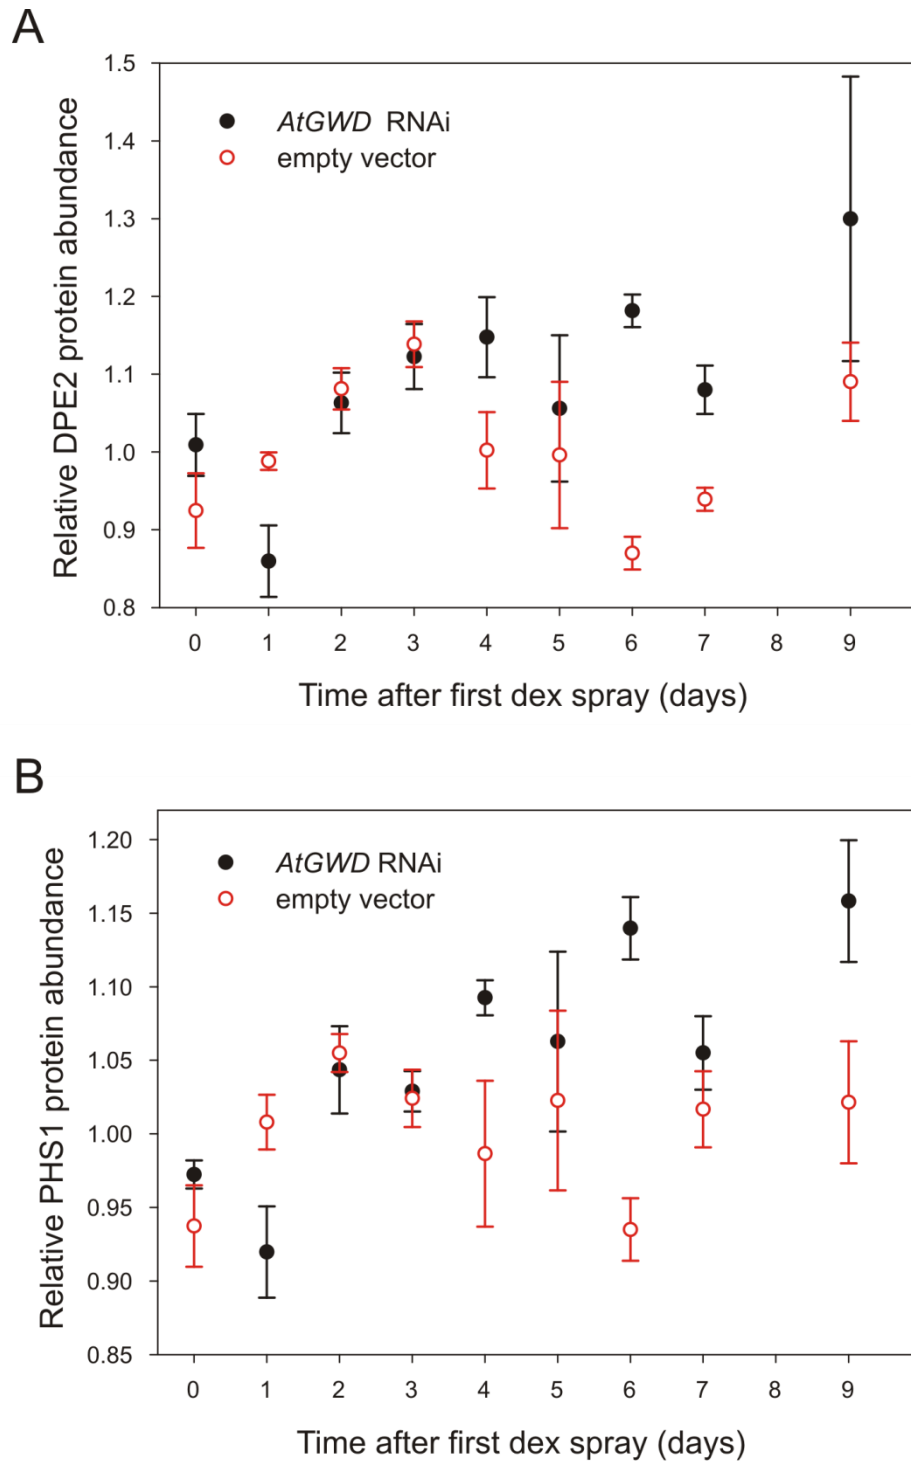 A
Relative DPE2 protein abundance
1.5
1.4
1.3
1.2
1.1
1.0
0.9
0.8
AtGWD RNAi
empty vector
0 1 2 3 4 5 6 7 8 9
Time after first dex spray (days)
B
Relative PHS1 protein abundance
1.20
1.15
1.10
1.05
1.00
0.95
0.90
0.85
AtGWD RNAi
empty vector
0 1 2 3 4 5 6 7 8 9
Time after first dex spray (days)